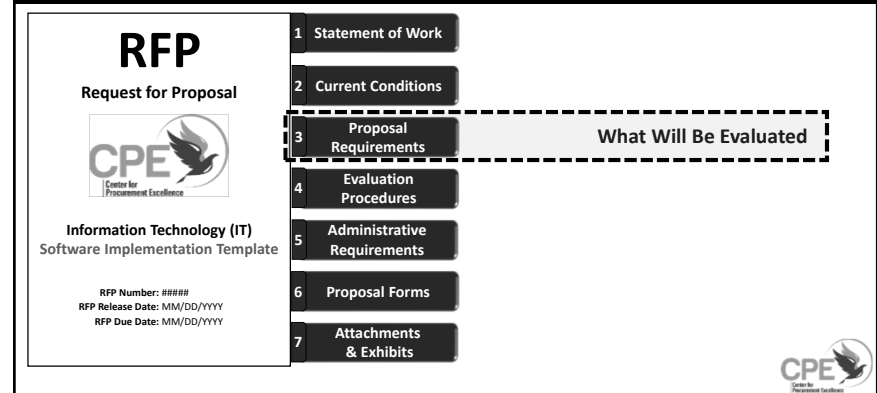 RFP
Request for Proposal
CPE
Center for
Procurement Excellence
Information Technology (IT)
Software Implementation Template
RFP Number: #####
RFP Release Date: MM/DD/YYYY
RFP Due Date: MM/DD/YYYY
1 Statement of Work
2 Current Conditions
3 Proposal
Requirements
What Will Be Evaluated
4 Evaluation
Procedures
5 Administrative
Requirements
6 Proposal Forms
7 Attachments
& Exhibits
CPE
Center for
Procurement Excellence